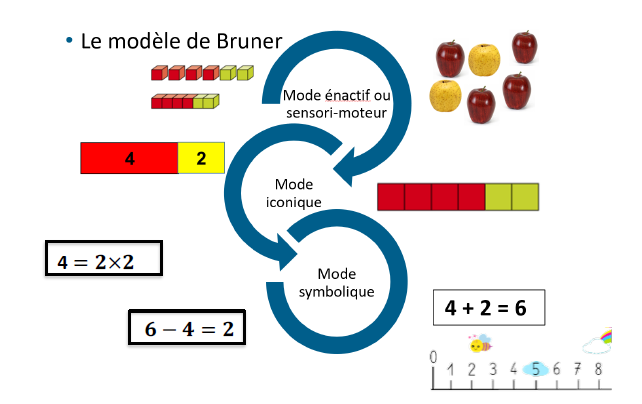 • Le modèle de Bruner
Mode énactif ou
sensori-moteur
4 2
Mode
iconique
4 = 2×2
Mode
symbolique
6 − 4 = 2
4 + 2 = 6
0 1 2 3 4 5 6 7 8